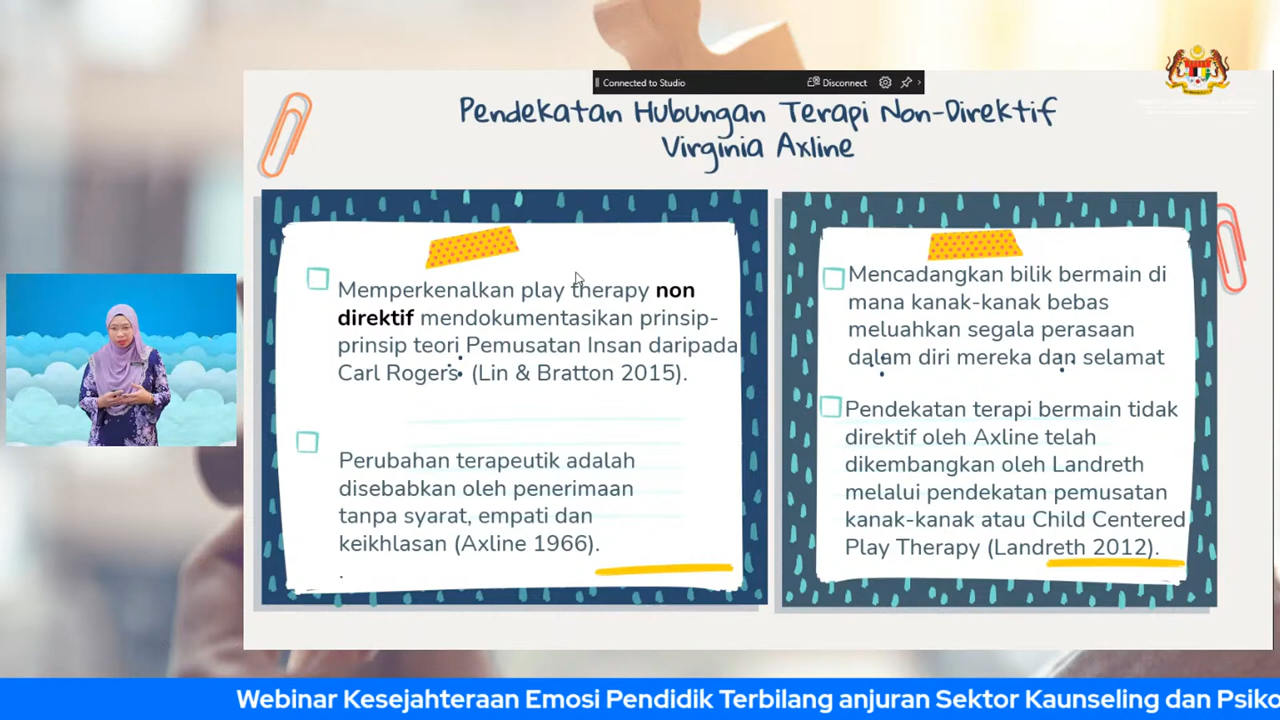 Connected to Studio
Disconnect
Pendekatan Hubungan Terapi Non-Direktif
Virginia Axline
Memperkenalkan play therapy non
direktif mendokumentasikan prinsip-
prinsip teori Pemusatan Insan daripada
Carl Rogers (Lin & Bratton 2015).
Perubahan terapeutik adalah
disebabkan oleh penerimaan
tanpa syarat, empati dan
keikhlasan (Axline 1966).
Mencadangkan bilik bermain di
mana kanak-kanak bebas
meluahkan segala perasaan
dalam diri mereka dan selamat
Pendekatan terapi bermain tidak
direktif oleh Axline telah
dikembangkan oleh Landreth
melalui pendekatan pemusatan
kanak-kanak atau Child Centered
Play Therapy (Landreth 2012).
Webinar Kesejahteraan Emosi Pendidik Terbilang anjuran Sektor Kaunseling dan Psiko